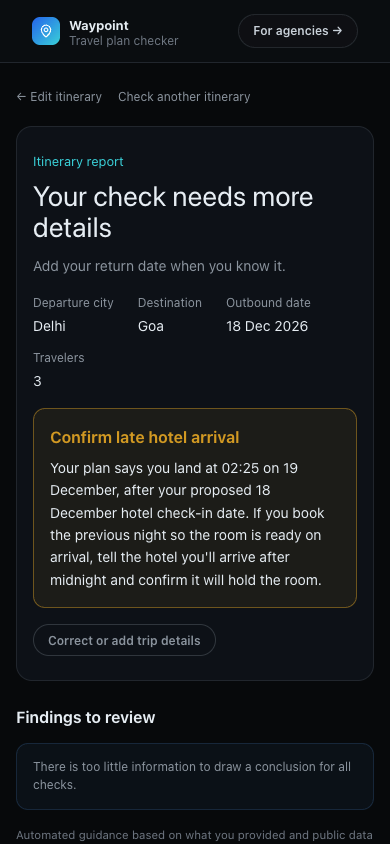 Waypoint
Travel plan checker
For agencies →
← Edit itinerary
Check another itinerary
Itinerary report
Your check needs more
details
Add your return date when you know it.
Departure city
Destination
Outbound date
Delhi
Goa
18 Dec 2026
Travelers
3
Confirm late hotel arrival
Your plan says you land at 02:25 on 19
December, after your proposed 18
December hotel check-in date. If you book
the previous night so the room is ready on
arrival, tell the hotel you'll arrive after
midnight and confirm it will hold the room.
Correct or add trip details
Findings to review
There is too little information to draw a conclusion for all
checks.
Automated guidance based on what you provided and public data